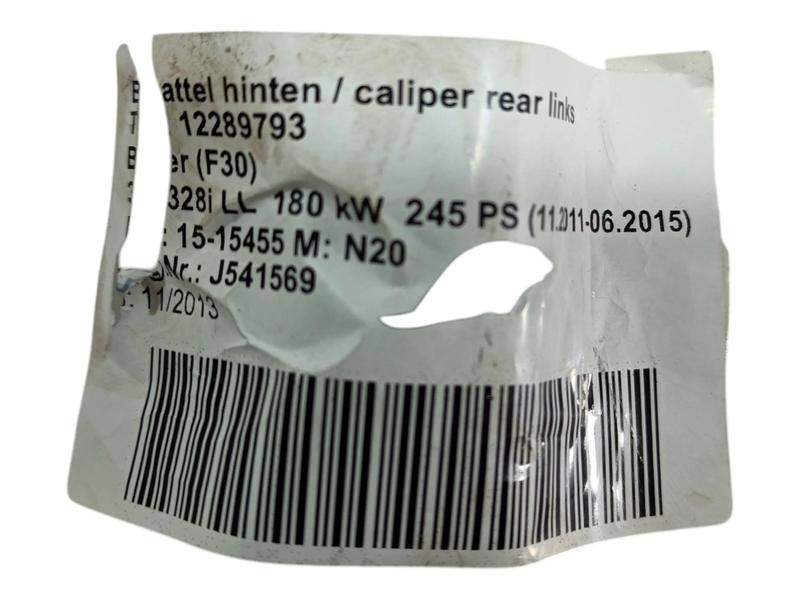 attel hinten / caliper rear links
12289793
er (F30)
328i LL 180 kW 245 PS (11.2011-06.2015)
: 15-15455 M: N20
Nr.: J541569
: 11/2013